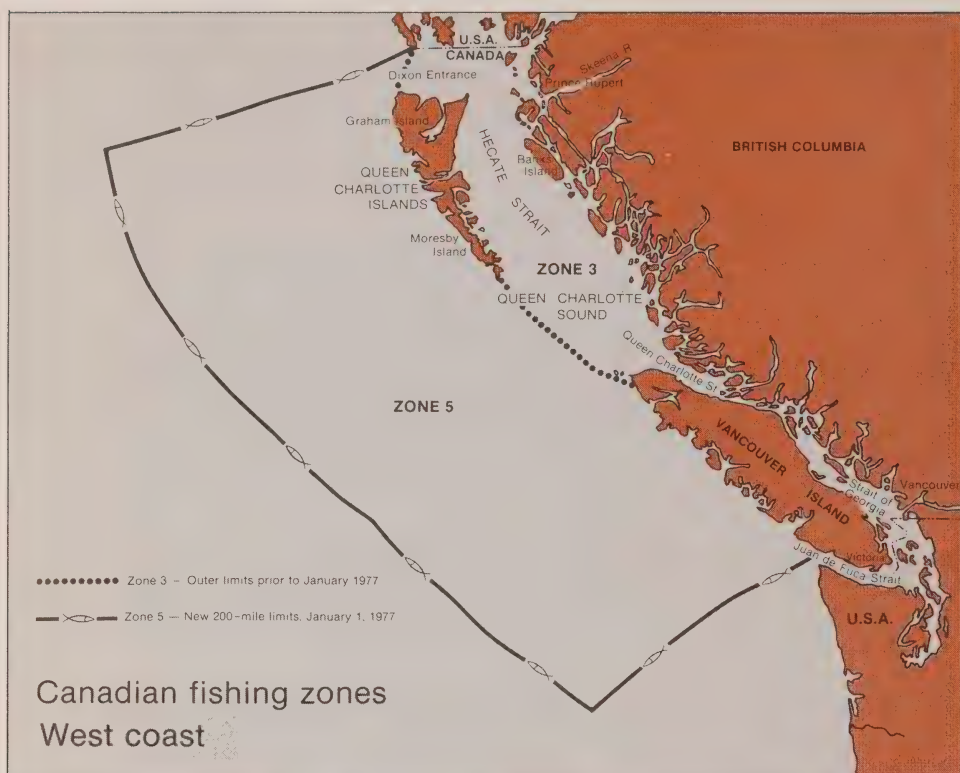 U.S.A.
CANADA
Skeena R
Dixon Entrance
Prince Rupert
Graham Island
HECATE STRAIT
Banks
Island
BRITISH COLUMBIA
QUEEN
CHARLOTTE
ISLANDS
Moresby
Island
ZONE 3
QUEEN CHARLOTTE
SOUND
Queen Charlotte St
ZONE 5
VANCOUVER
ISLAND
Strait of
Georgia
Vancouver
Victoria
Juan de Fuca Strait
U.S.A.
Zone 3 – Outer limits prior to January 1977
Zone 5 — New 200-mile limits, January 1, 1977
Canadian fishing zones
West coast